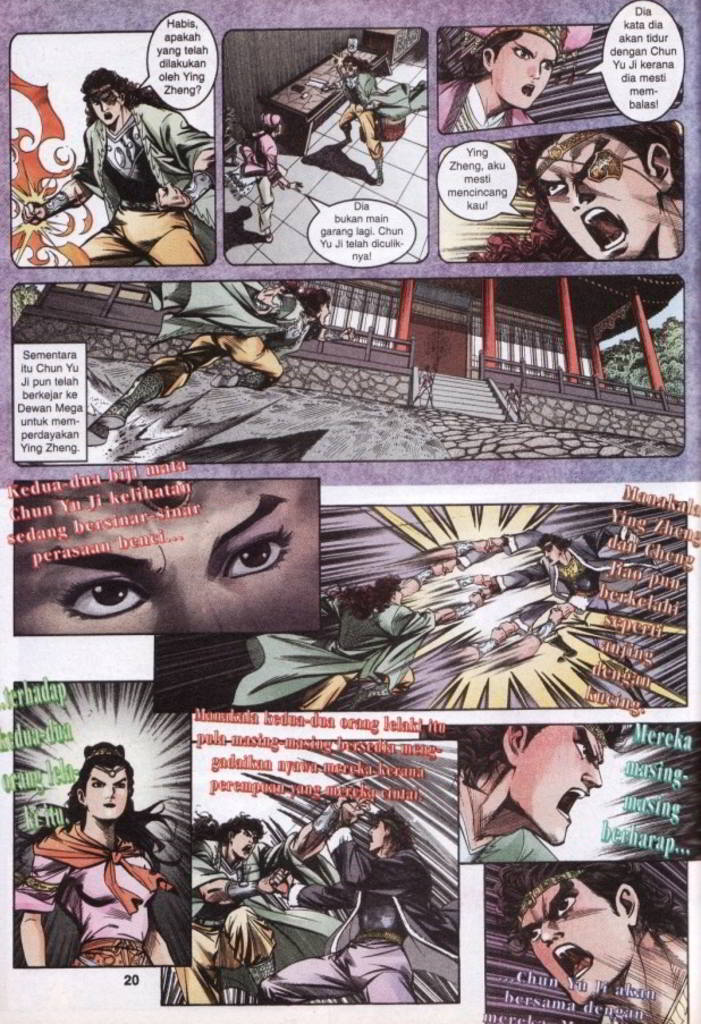 Habis,
apakah
yang telah
dilakukan
oleh Ying
Zheng?
Dia
bukan main
garang lagi. Chun
Yu Ji telah diculik-
nya!
Dia
kata dia
akan tidur
dengan Chun
Yu Ji kerana
dia mesti
mem-
balas!
Ying
Zheng, aku
mesti
mencincang
kau!
Sementara
itu Chun Yu
Ji pun telah
berkejar ke
Dewan Mega
untuk mem-
perdayakan
Ying Zheng.
Kedua-dua biji mata
Chun Yu Ji kelihatan
sedang bersinar-sinar
perasaan benci...
Manakala
Ying Zheng
dan Cheng
Jiao pun
berkelahi
seperti
anjing
dengan
kucing.
...terhadap
kedua-dua
orang lelaki
itu.
Manakala kedua-dua orang lelaki itu
pula masing-masing bersedia meng-
gadaikan nyawa mereka kerana
perempuan yang mereka cintai.
Mereka
masing-
masing
berharap...
...Chun Yu Ji akan
bersama dengan
mereka.
20